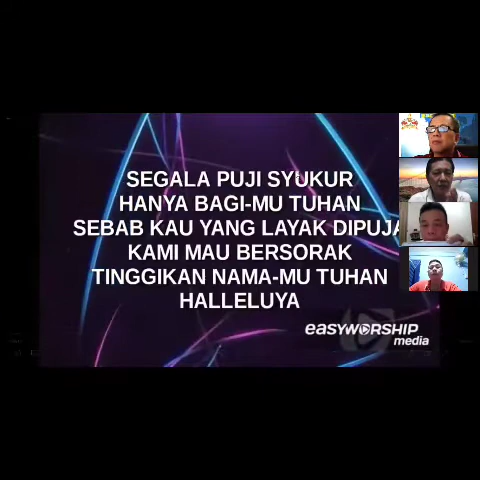 SEGALA PUJI SYUKUR
HANYA BAGI-MU TUHAN
SEBAB KAU YANG LAYAK DIPUJA
KAMI MAU BERSORAK
TINGGIKAN NAMA-MU TUHAN
HALLELUYA
easyworship
media